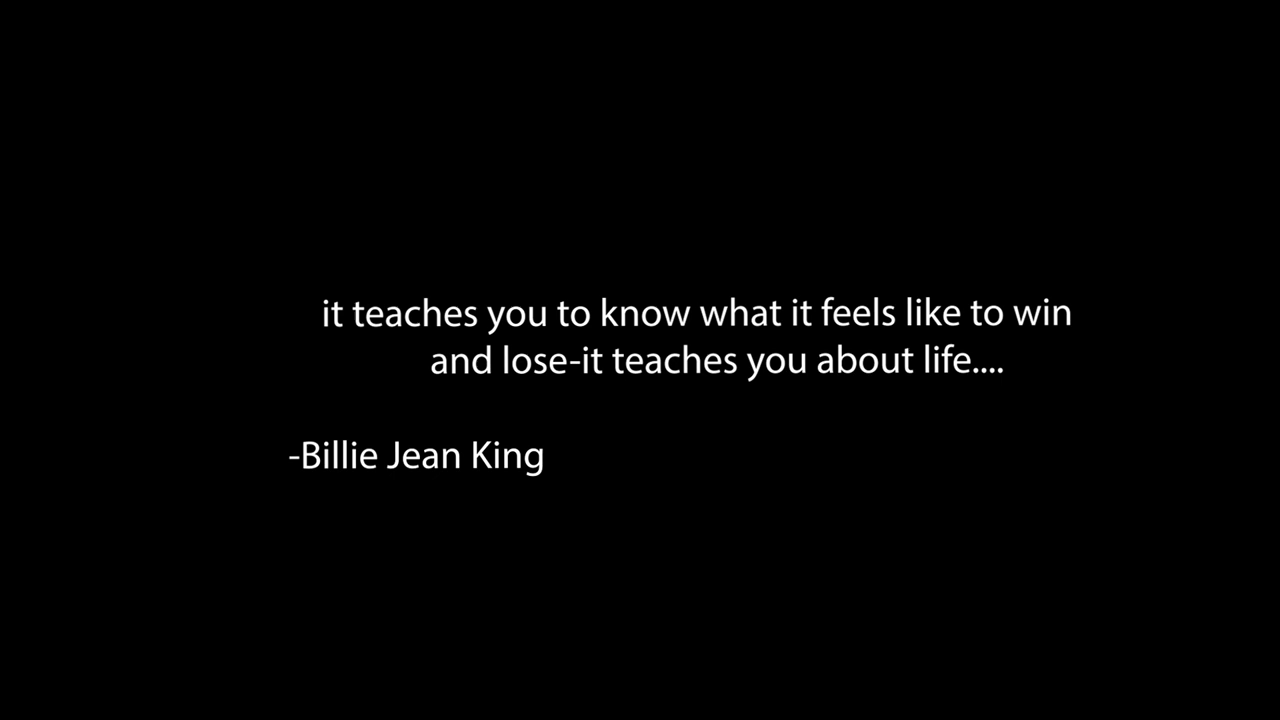 it teaches you to know what it feels like to win
and lose-it teaches you about life....
-Billie Jean King